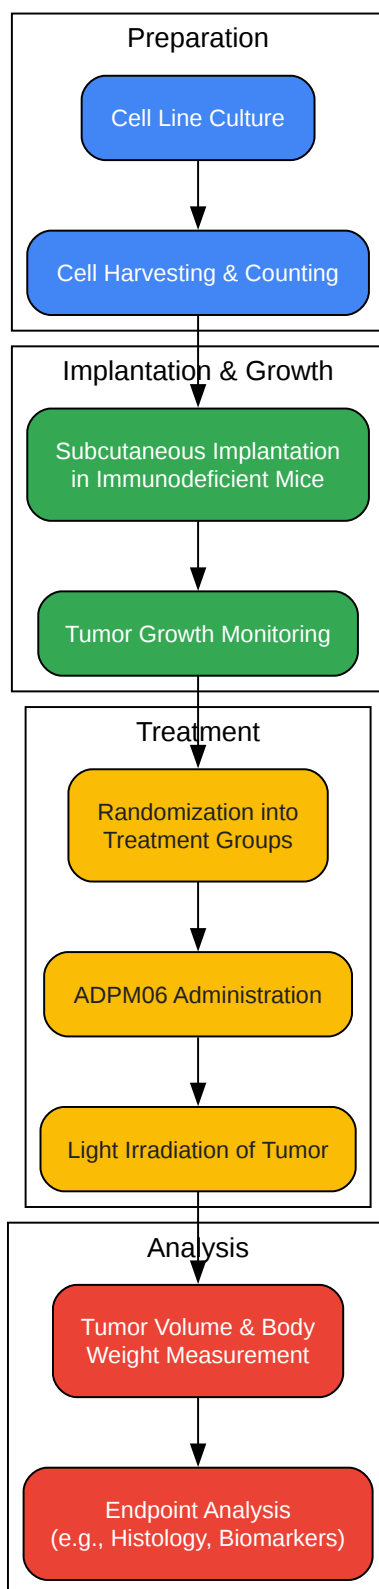 Preparation
Cell Line Culture
Cell Harvesting & Counting
Implantation & Growth
Subcutaneous Implantation
in Immunodeficient Mice
Tumor Growth Monitoring
Treatment
Randomization into
Treatment Groups
ADPM06 Administration
Light Irradiation of Tumor
Analysis
Tumor Volume & Body
Weight Measurement
Endpoint Analysis
(e.g., Histology, Biomarkers)